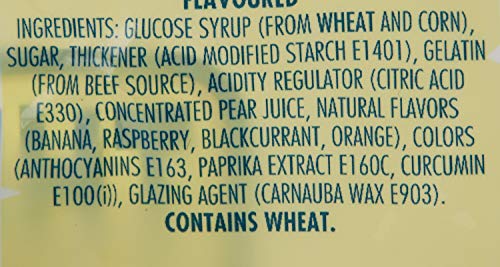 FLAVOURED
INGREDIENTS: GLUCOSE SYRUP (FROM WHEAT AND CORN),
SUGAR, THICKENER (ACID MODIFIED STARCH E1401), GELATIN
(FROM BEEF SOURCE), ACIDITY REGULATOR (CITRIC ACID
E330), CONCENTRATED PEAR JUICE, NATURAL FLAVORS
(BANANA, RASPBERRY, BLACKCURRANT, ORANGE), COLORS
(ANTHOCYANINS E163, PAPRIKA EXTRACT E160C, CURCUMIN
E100(i)), GLAZING AGENT (CARNAUBA WAX E903).
CONTAINS WHEAT.